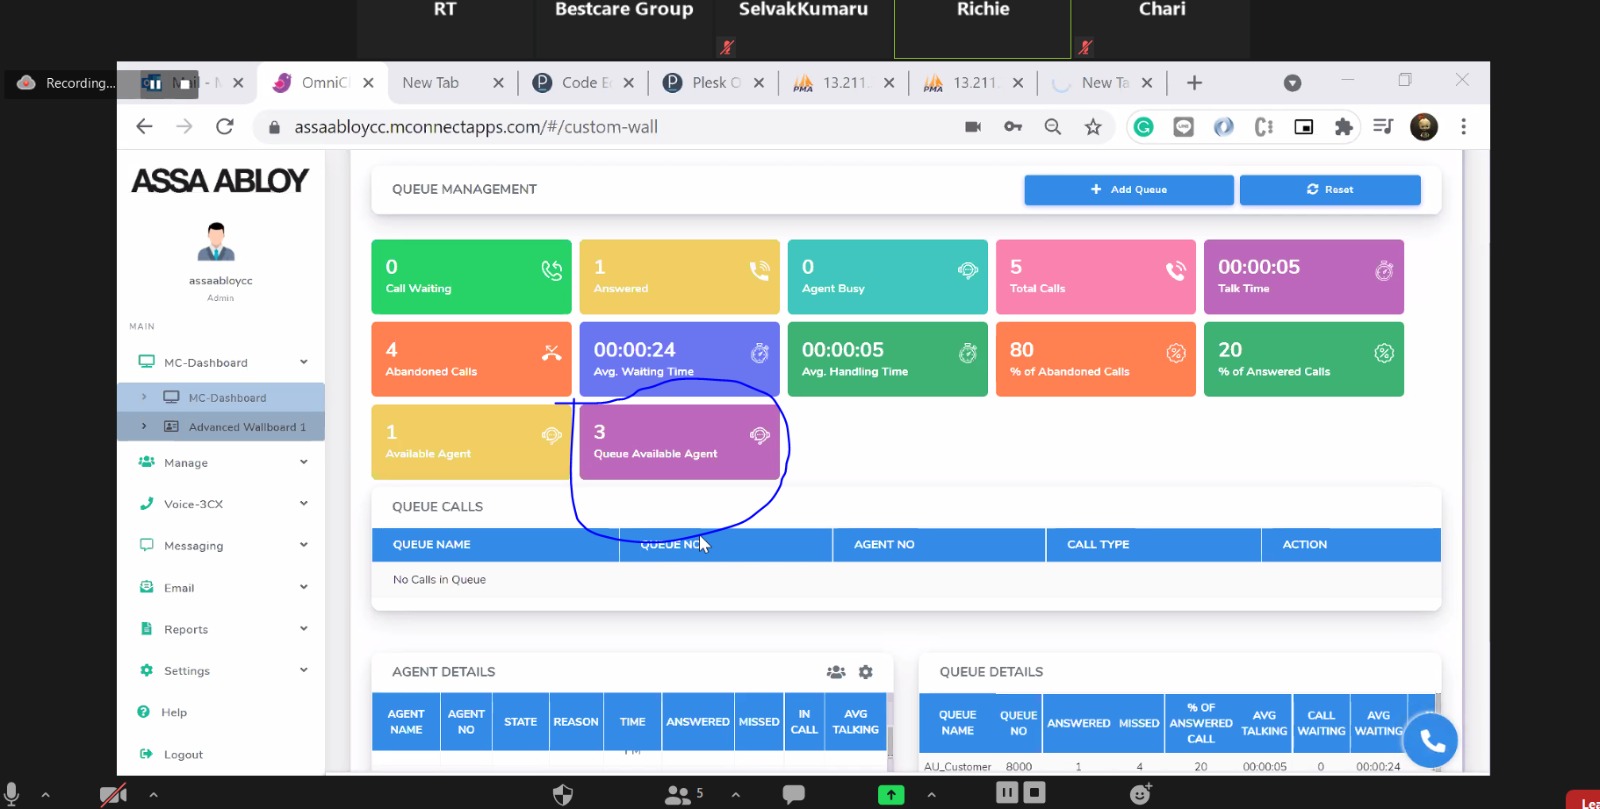 RT
Bestcare Group
SelvakKumaru
Richie
Chari
Recording...
OmniC
New Tab
Code E
Plesk O
13.211.
13.211.
New Ta
assaabloycc.mconnectapps.com/#/custom-wall
ASSA ABLOY
assaabloycc
Admin
MAIN
MC-Dashboard
MC-Dashboard
Advanced Wallboard 1
Manage
Voice-3CX
Messaging
Email
Reports
Settings
Help
Logout
QUEUE MANAGEMENT
+ Add Queue
Reset
0
Call Waiting
1
Answered
0
Agent Busy
5
Total Calls
00:00:05
Talk Time
4
Abandoned Calls
00:00:24
Avg. Waiting Time
00:00:05
Avg. Handling Time
80
% of Abandoned Calls
20
% of Answered Calls
1
Available Agent
3
Queue Available Agent
QUEUE CALLS
QUEUE NAME QUEUE NO AGENT NO CALL TYPE ACTION
No Calls in Queue
AGENT DETAILS
AGENT NAME AGENT NO STATE REASON TIME ANSWERED MISSED IN CALL AVG TALKING
QUEUE DETAILS
QUEUE NAME QUEUE NO ANSWERED MISSED % OF ANSWERED CALL AVG TALKING CALL WAITING AVG WAITING
AU_Customer 8000 1 4 20 00:00:05 0 00:00:24
5
Lea